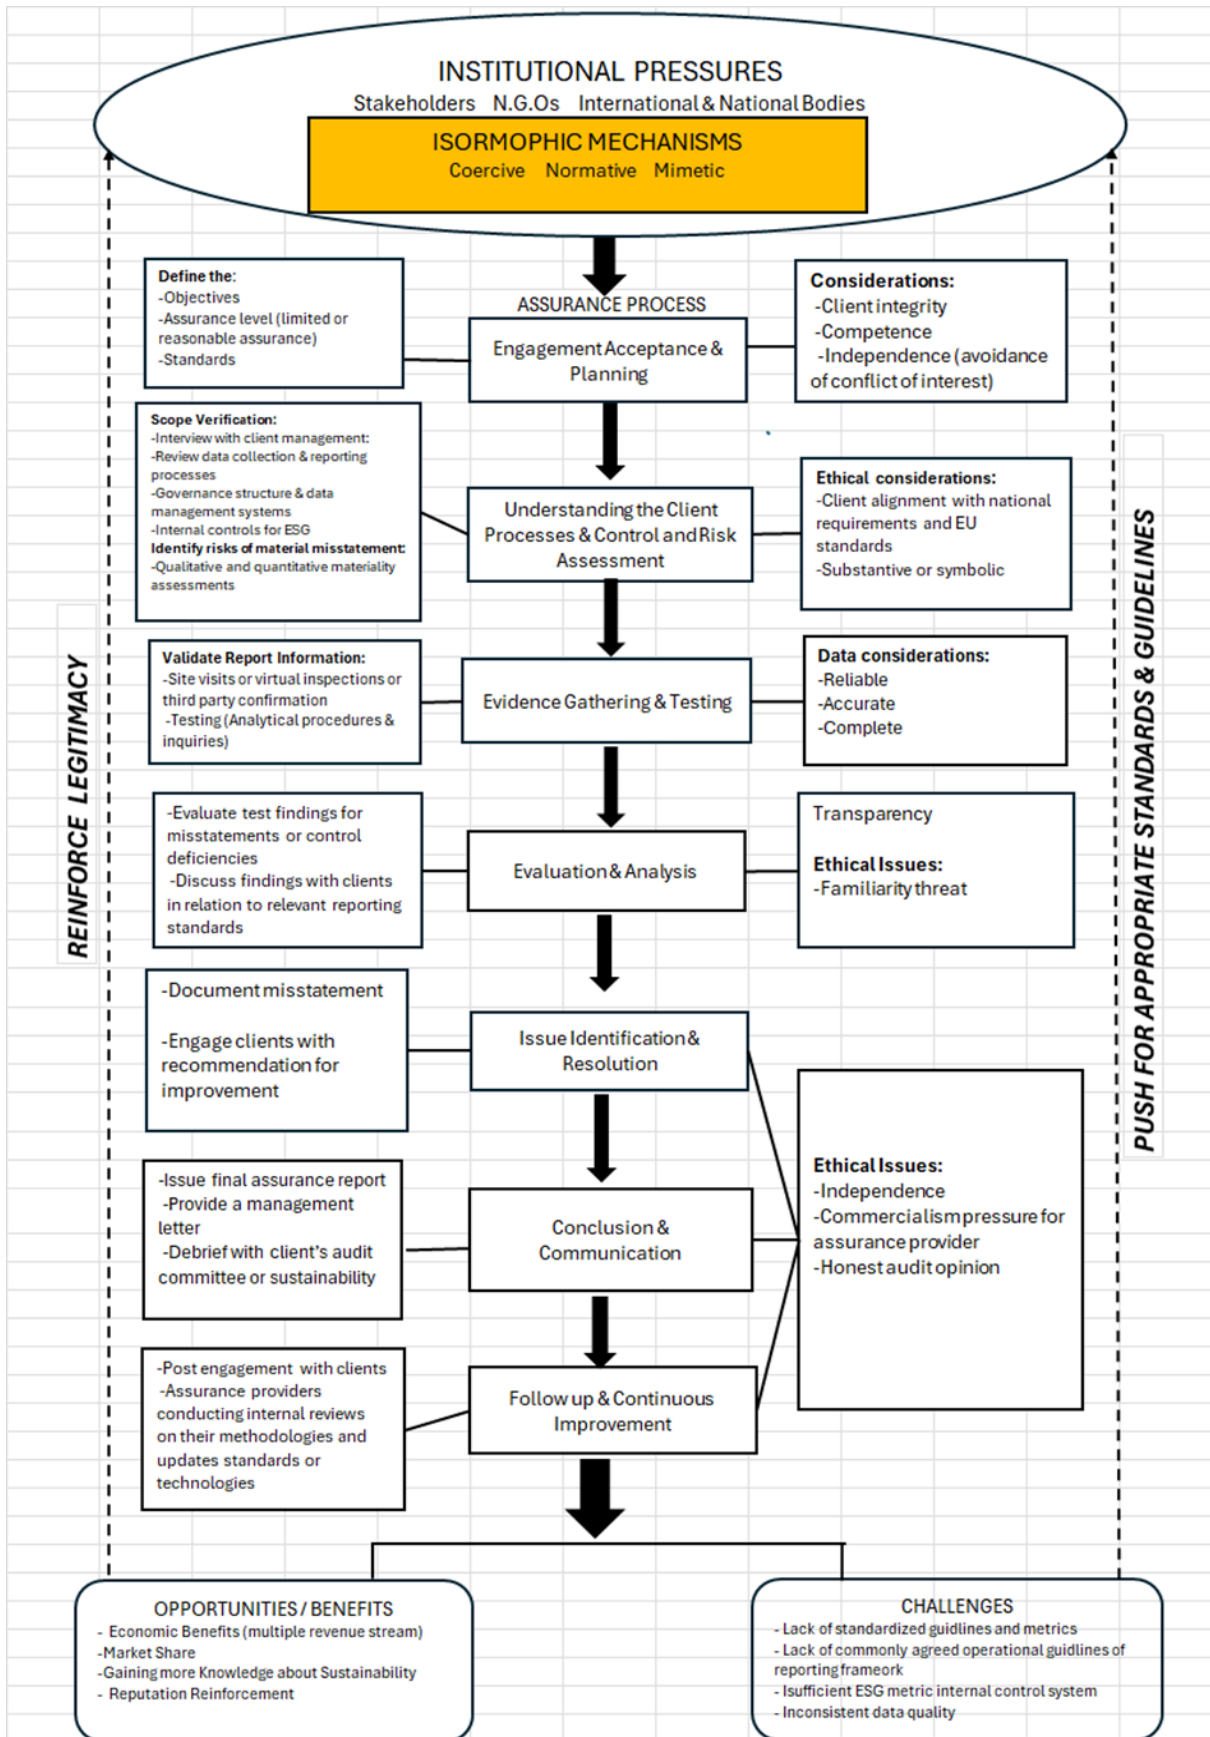 INSTITUTIONAL PRESSURES
Stakeholders N.G.Os International & National Bodies
ISORMOPHIC MECHANISMS
Coercive Normative Mimetic
Define the:
-Objectives
-Assurance level (limited or
reasonable assurance)
-Standards
ASSURANCE PROCESS
Engagement Acceptance &
Planning
Considerations:
-Client integrity
-Competence
-Independence (avoidance
of conflict of interest)
Scope Verification:
-Interview with client management:
-Review data collection & reporting
processes
-Governance structure & data
management systems
-Internal controls for ESG
Identify risks of material misstatement:
-Qualitative and quantitative materiality
assessments
Understanding the Client
Processes & Control and Risk
Assessment
Ethical considerations:
-Client alignment with national
requirements and EU
standards
-Substantive or symbolic
Validate Report Information:
-Site visits or virtual inspections or
third party confirmation
-Testing (Analytical procedures &
inquiries)
Evidence Gathering & Testing
Data considerations:
-Reliable
-Accurate
-Complete
-Evaluate test findings for
misstatements or control
deficiencies
-Discuss findings with clients
in relation to relevant reporting
standards
Evaluation & Analysis
Transparency
Ethical Issues:
-Familiarity threat
-Document misstatement
-Engage clients with
recommendation for
improvement
Issue Identification &
Resolution
-Issue final assurance report
-Provide a management
letter
-Debrief with client's audit
committee or sustainability
Conclusion &
Communication
Ethical Issues:
-Independence
-Commercialism pressure for
assurance provider
-Honest audit opinion
-Post engagement with clients
-Assurance providers
conducting internal reviews
on their methodologies and
updates standards or
technologies
Follow up & Continuous
Improvement
REINFORCE LEGITIMACY
PUSH FOR APPROPRIATE STANDARDS & GUIDELINES
OPPORTUNITIES / BENEFITS
- Economic Benefits (multiple revenue stream)
-Market Share
-Gaining more Knowledge about Sustainability
- Reputation Reinforcement
CHALLENGES
- Lack of standardized guidlines and metrics
- Lack of commonly agreed operational guidlines of
reporting frameork
- Isufficient ESG metric internal control system
- Inconsistent data quality